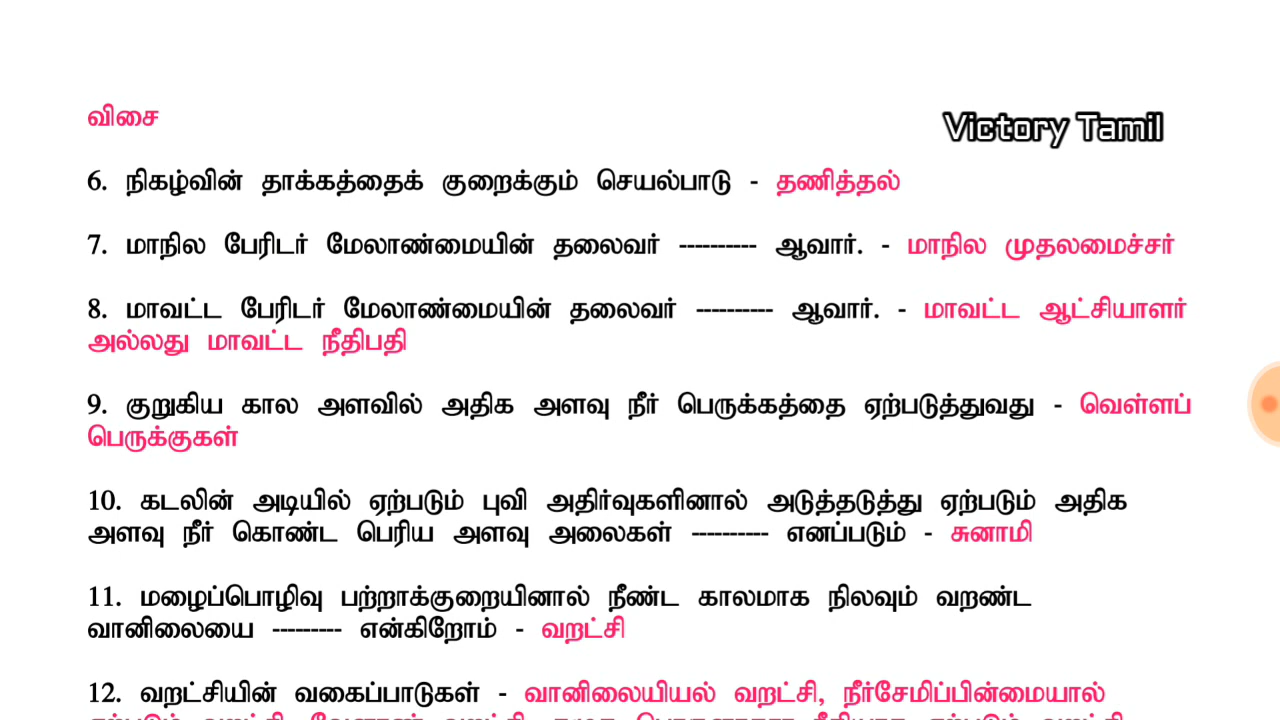 விசை
Victory Tamil
6. நிகழ்வின் தாக்கத்தைக் குறைக்கும் செயல்பாடு - தணித்தல்
7. மாநில பேரிடர் மேலாண்மையின் தலைவர் ---------- ஆவார். - மாநில முதலமைச்சர்
8. மாவட்ட பேரிடர் மேலாண்மையின் தலைவர் ---------- ஆவார். - மாவட்ட ஆட்சியாளர்
அல்லது மாவட்ட நீதிபதி
9. குறுகிய கால அளவில் அதிக அளவு நீர் பெருக்கத்தை ஏற்படுத்துவது - வெள்ளப்
பெருக்குகள்
10. கடலின் அடியில் ஏற்படும் புவி அதிர்வுகளினால் அடுத்தடுத்து ஏற்படும் அதிக
அளவு நீர் கொண்ட பெரிய அளவு அலைகள் ---------- எனப்படும் - சுனாமி
11. மழைப்பொழிவு பற்றாக்குறையினால் நீண்ட காலமாக நிலவும் வறண்ட
வானிலையை --------- என்கிறோம் - வறட்சி
12. வறட்சியின் வகைப்பாடுகள் - வானிலையியல் வறட்சி, நீர்சேமிப்பின்மையால்